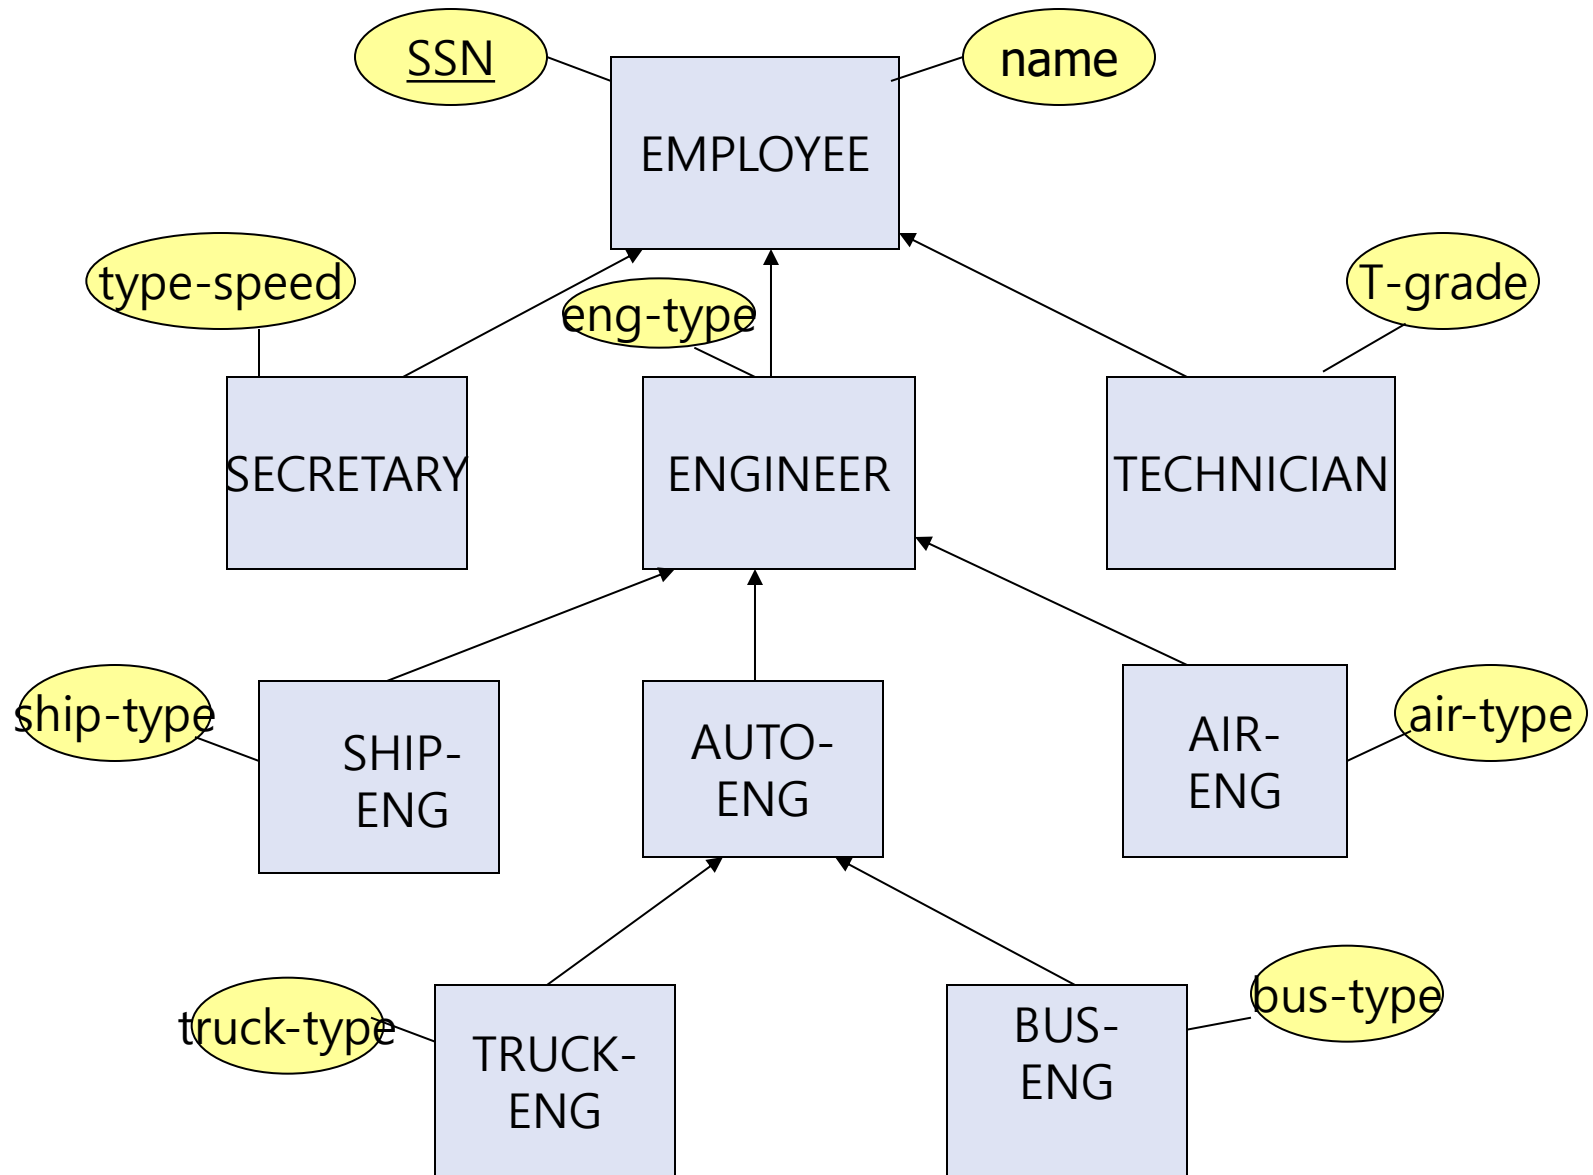 SSN
name
EMPLOYEE
type-speed
eng-type
T-grade
SECRETARY
ENGINEER
TECHNICIAN
ship-type
SHIP-
ENG
AUTO-
ENG
AIR-
ENG
air-type
truck-type
TRUCK-
ENG
BUS-
ENG
bus-type